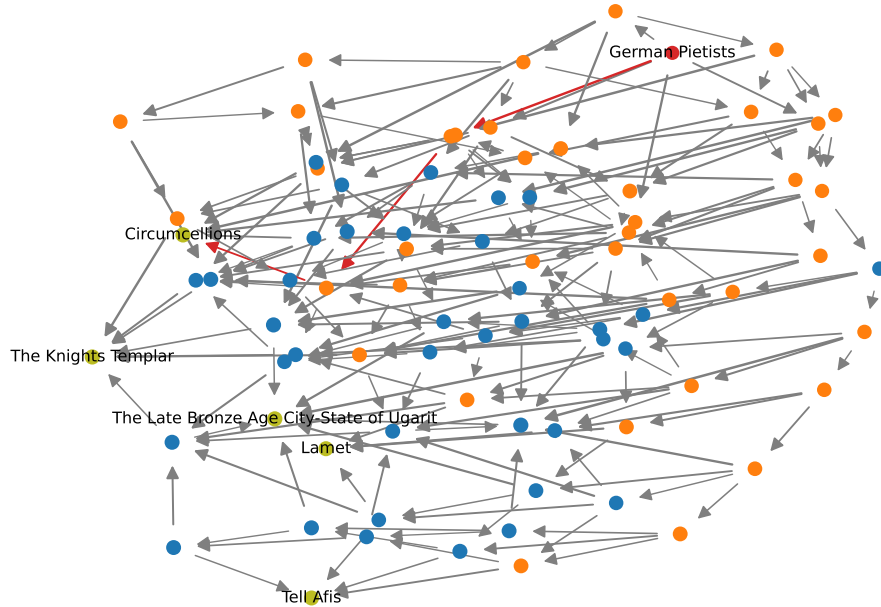 German Pietists
Circumcellions
The Knights Templar
The Late Bronze Age City-State of Ugarit
Lamet
Tell Afis